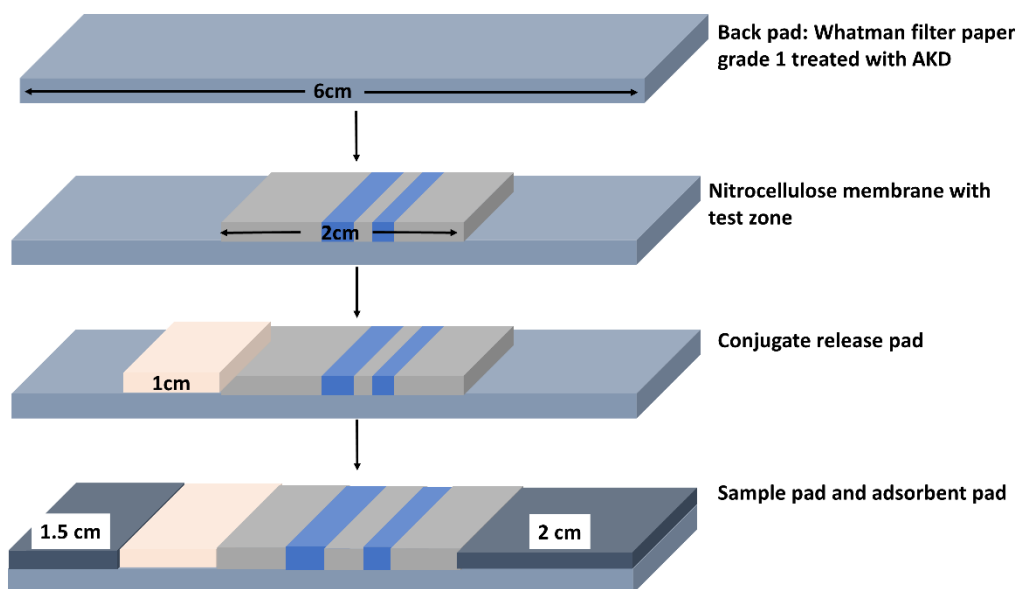 Back pad: Whatman filter paper
grade 1 treated with AKD
6cm
Nitrocellulose membrane with
test zone
2cm
Conjugate release pad
1cm
Sample pad and adsorbent pad
1.5 cm
2 cm